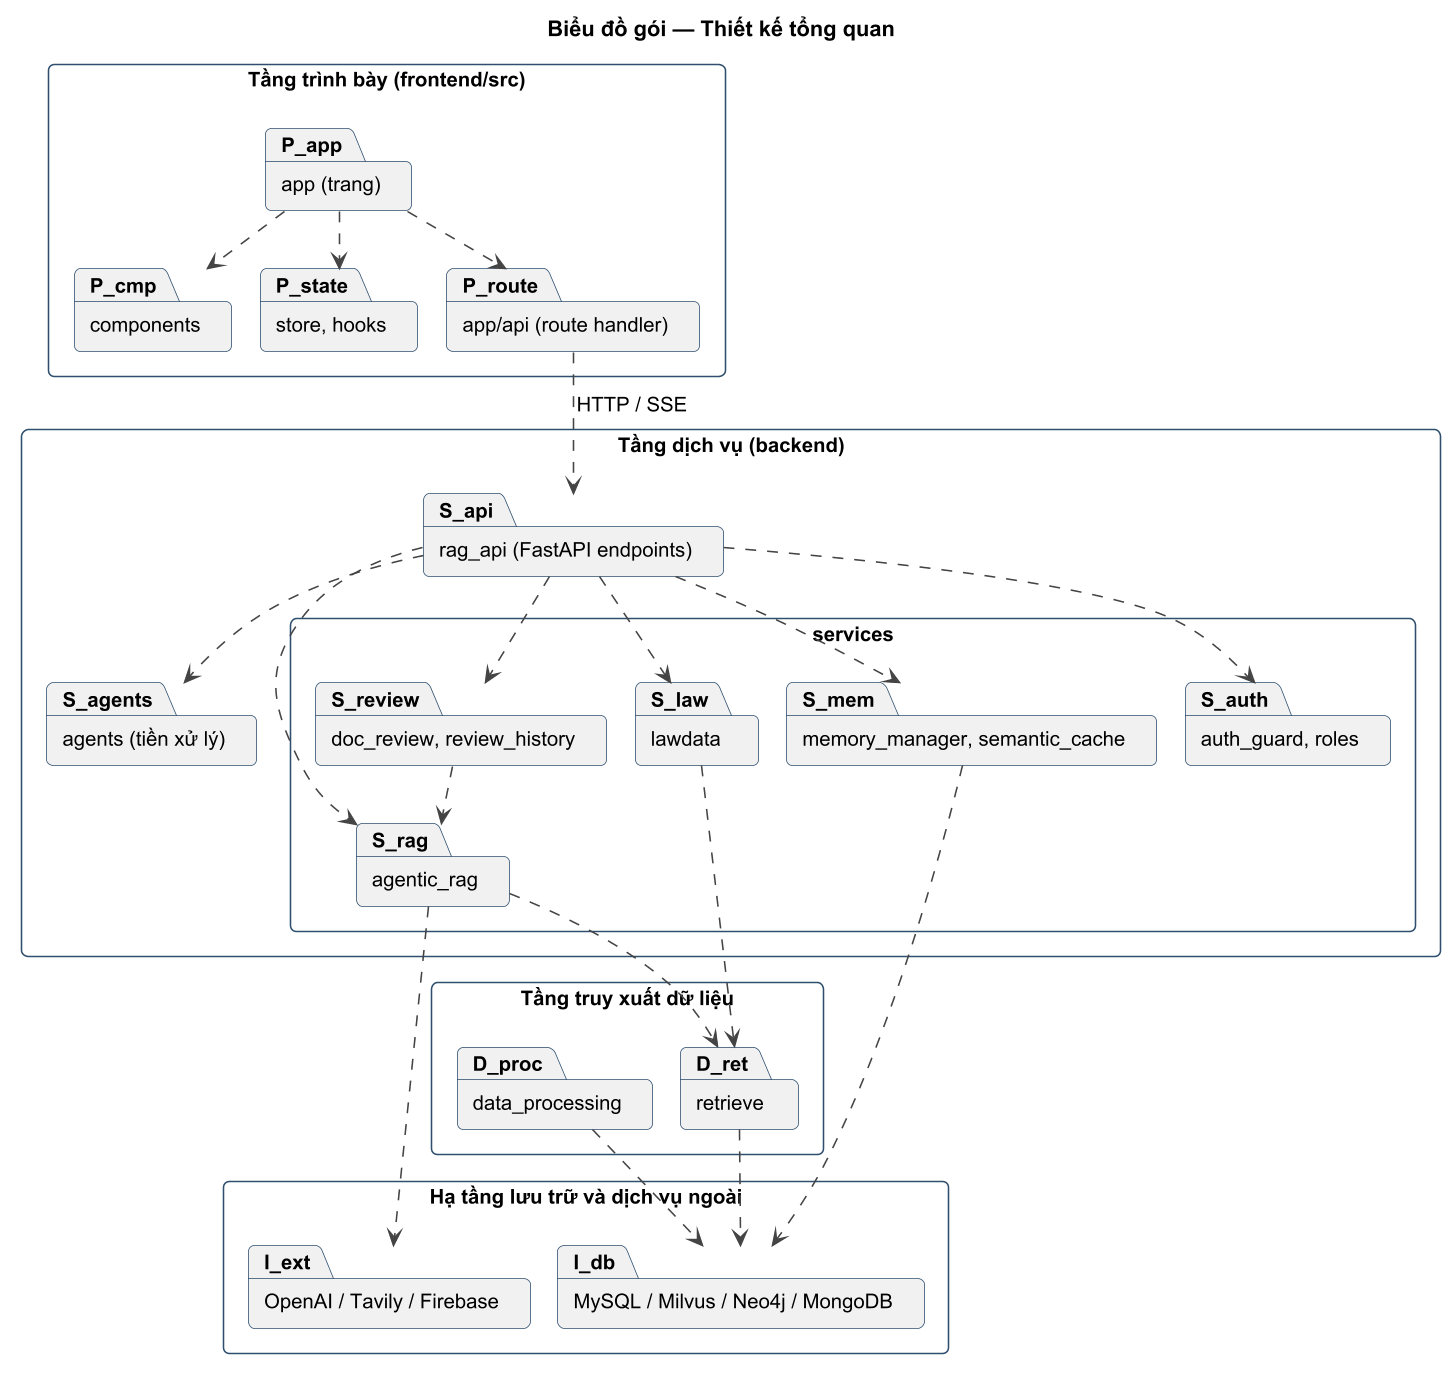 Biểu đồ gói — Thiết kế tổng quan
Tầng trình bày (frontend/src)
P_app
app (trang)
P_cmp
components
P_state
store, hooks
P_route
app/api (route handler)
HTTP / SSE
Tầng dịch vụ (backend)
S_api
rag_api (FastAPI endpoints)
services
S_agents
agents (tiền xử lý)
S_review
doc_review, review_history
S_law
lawdata
S_mem
memory_manager, semantic_cache
S_auth
auth_guard, roles
S_rag
agentic_rag
Tầng truy xuất dữ liệu
D_proc
data_processing
D_ret
retrieve
Hạ tầng lưu trữ và dịch vụ ngoài
I_ext
OpenAI / Tavily / Firebase
I_db
MySQL / Milvus / Neo4j / MongoDB